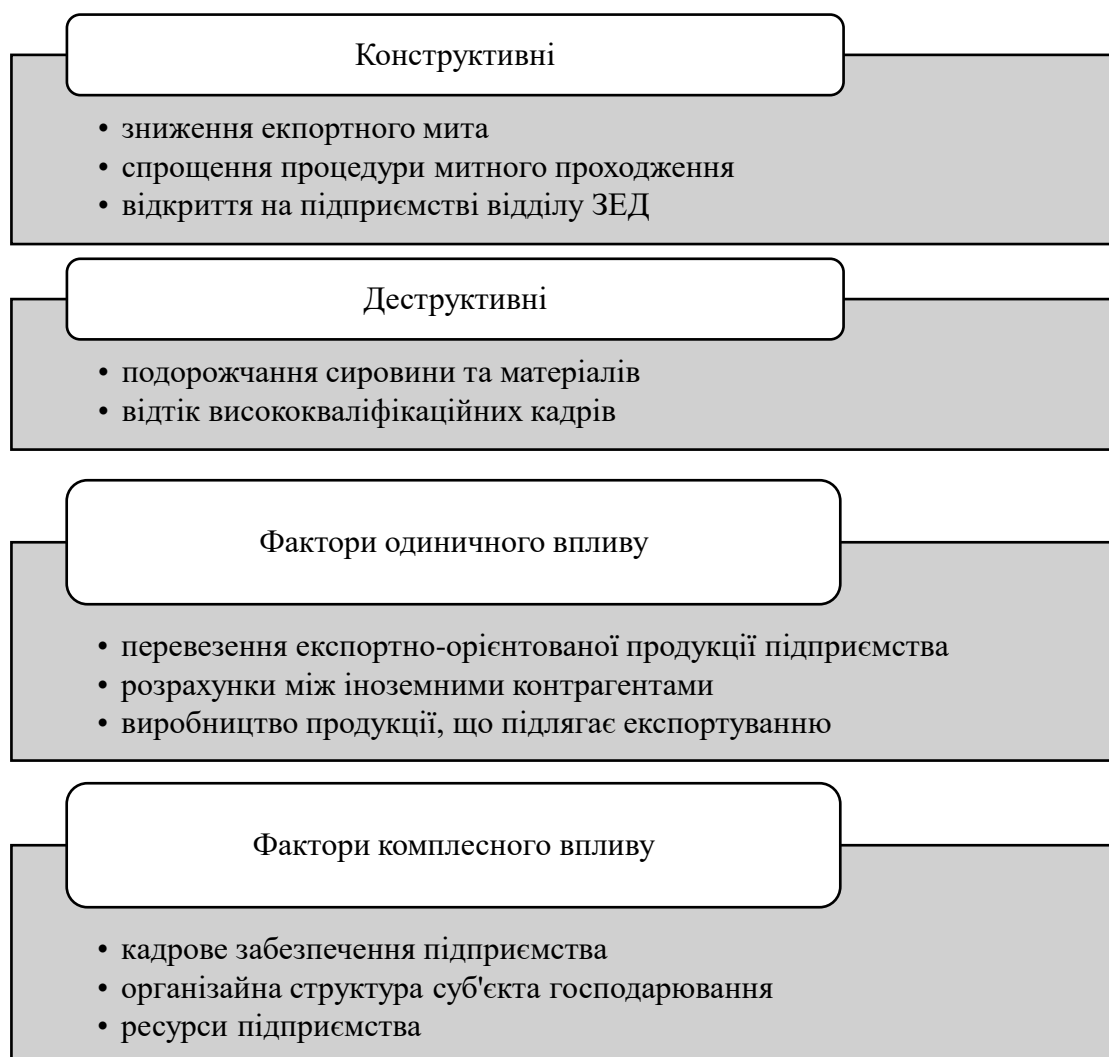 Конструктивні
• зниження екпортного мита
• спрощення процедури митного проходження
• відкриття на підприємстві відділу ЗЕД
Деструктивні
• подорожчання сировини та матеріалів
• відтік висококваліфікаційних кадрів
Фактори одиничного впливу
• перевезення експортно-орієнтованої продукції підприємства
• розрахунки між іноземними контрагентами
• виробництво продукції, що підлягає експортуванню
Фактори комплесного впливу
• кадрове забезпечення підприємства
• організайна структура суб'єкта господарювання
• ресурси підприємства